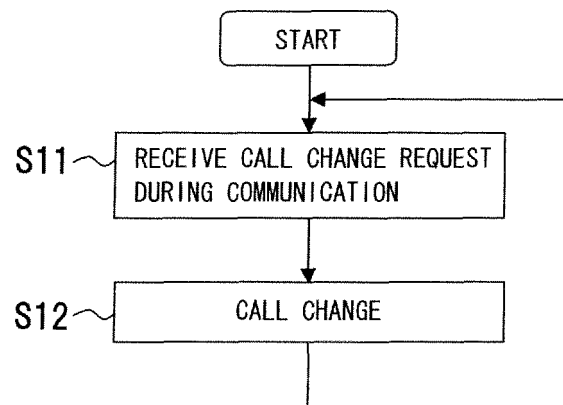 START
S11
RECEIVE CALL CHANGE REQUEST
DURING COMMUNICATION
S12
CALL CHANGE